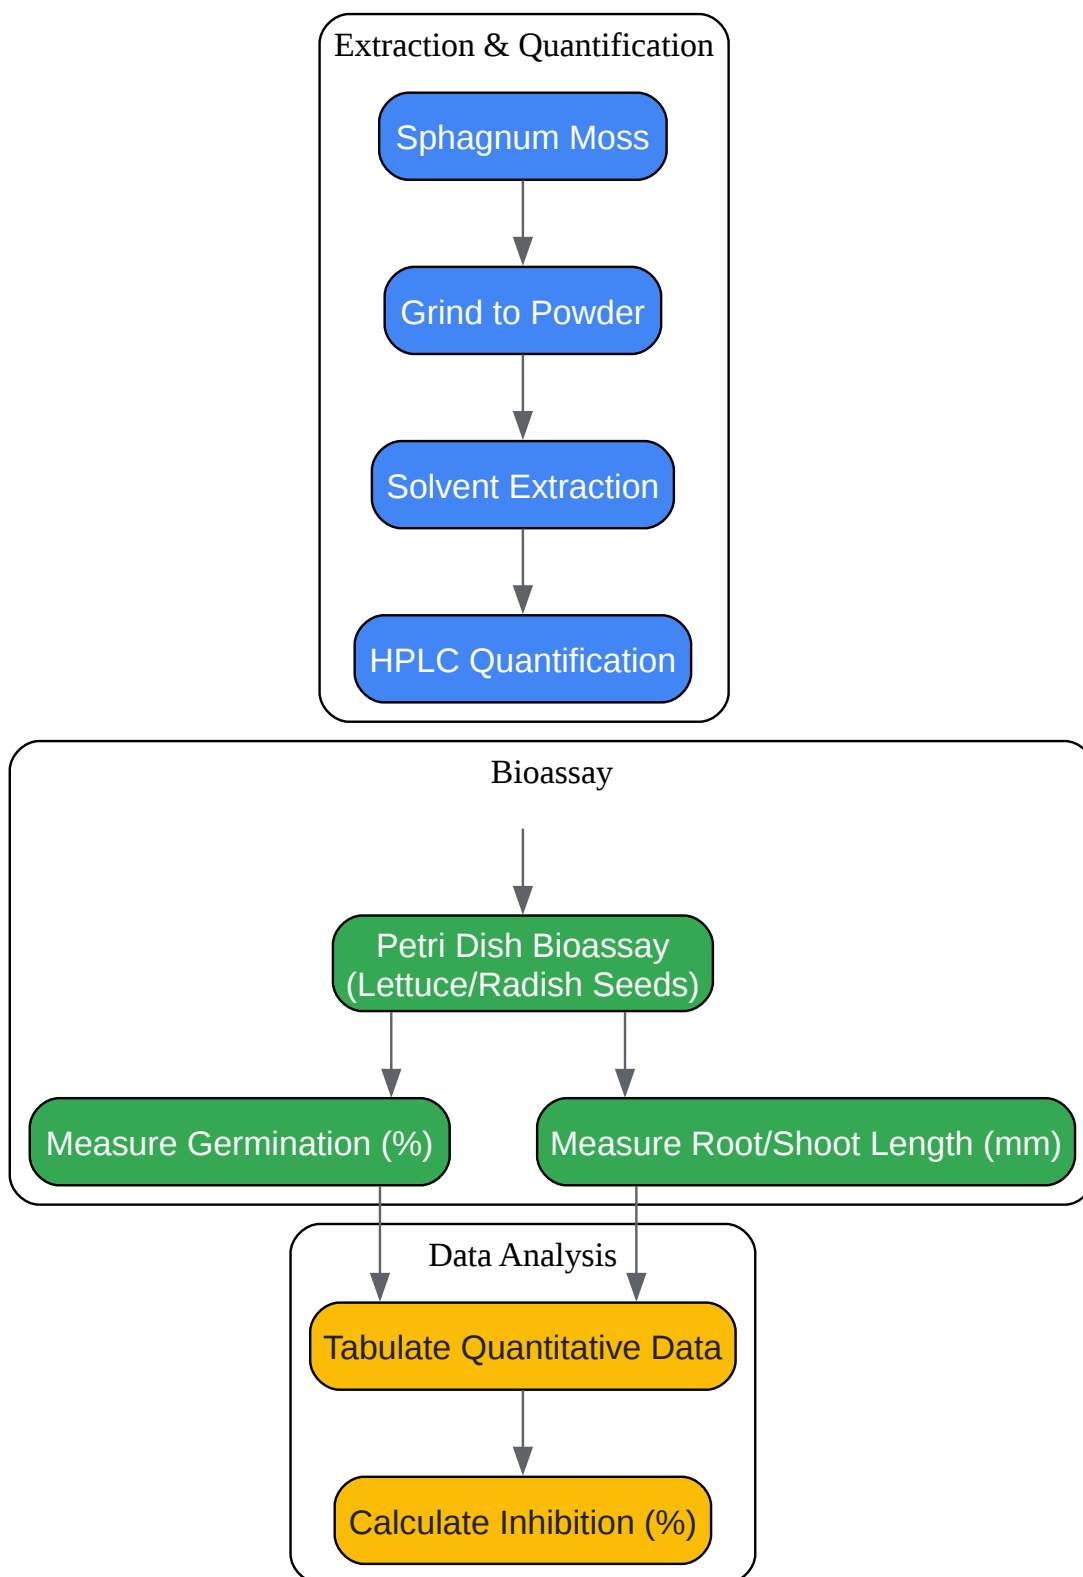 Extraction & Quantification
Sphagnum Moss
Grind to Powder
Solvent Extraction
HPLC Quantification
Bioassay
Petri Dish Bioassay
(Lettuce/Radish Seeds)
Measure Germination (%)
Measure Root/Shoot Length (mm)
Data Analysis
Tabulate Quantitative Data
Calculate Inhibition (%)